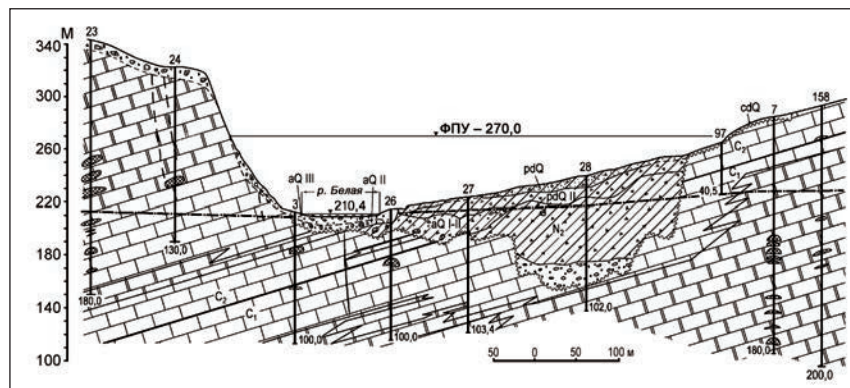 М
340
300
260
220
180
140
100
23
24
ФПУ – 270,0
aQ III
aQ II
р. Белая
210,4
3
26
27
28
97
7
158
cdQ
pdQ
pdQ II
aQ I-II
N₂
C₂
C₁
40,5
C₂
C₁
130,0
180,0
100,0
100,0
103,4
102,0
180,0
200,0
50 0 50 100 м